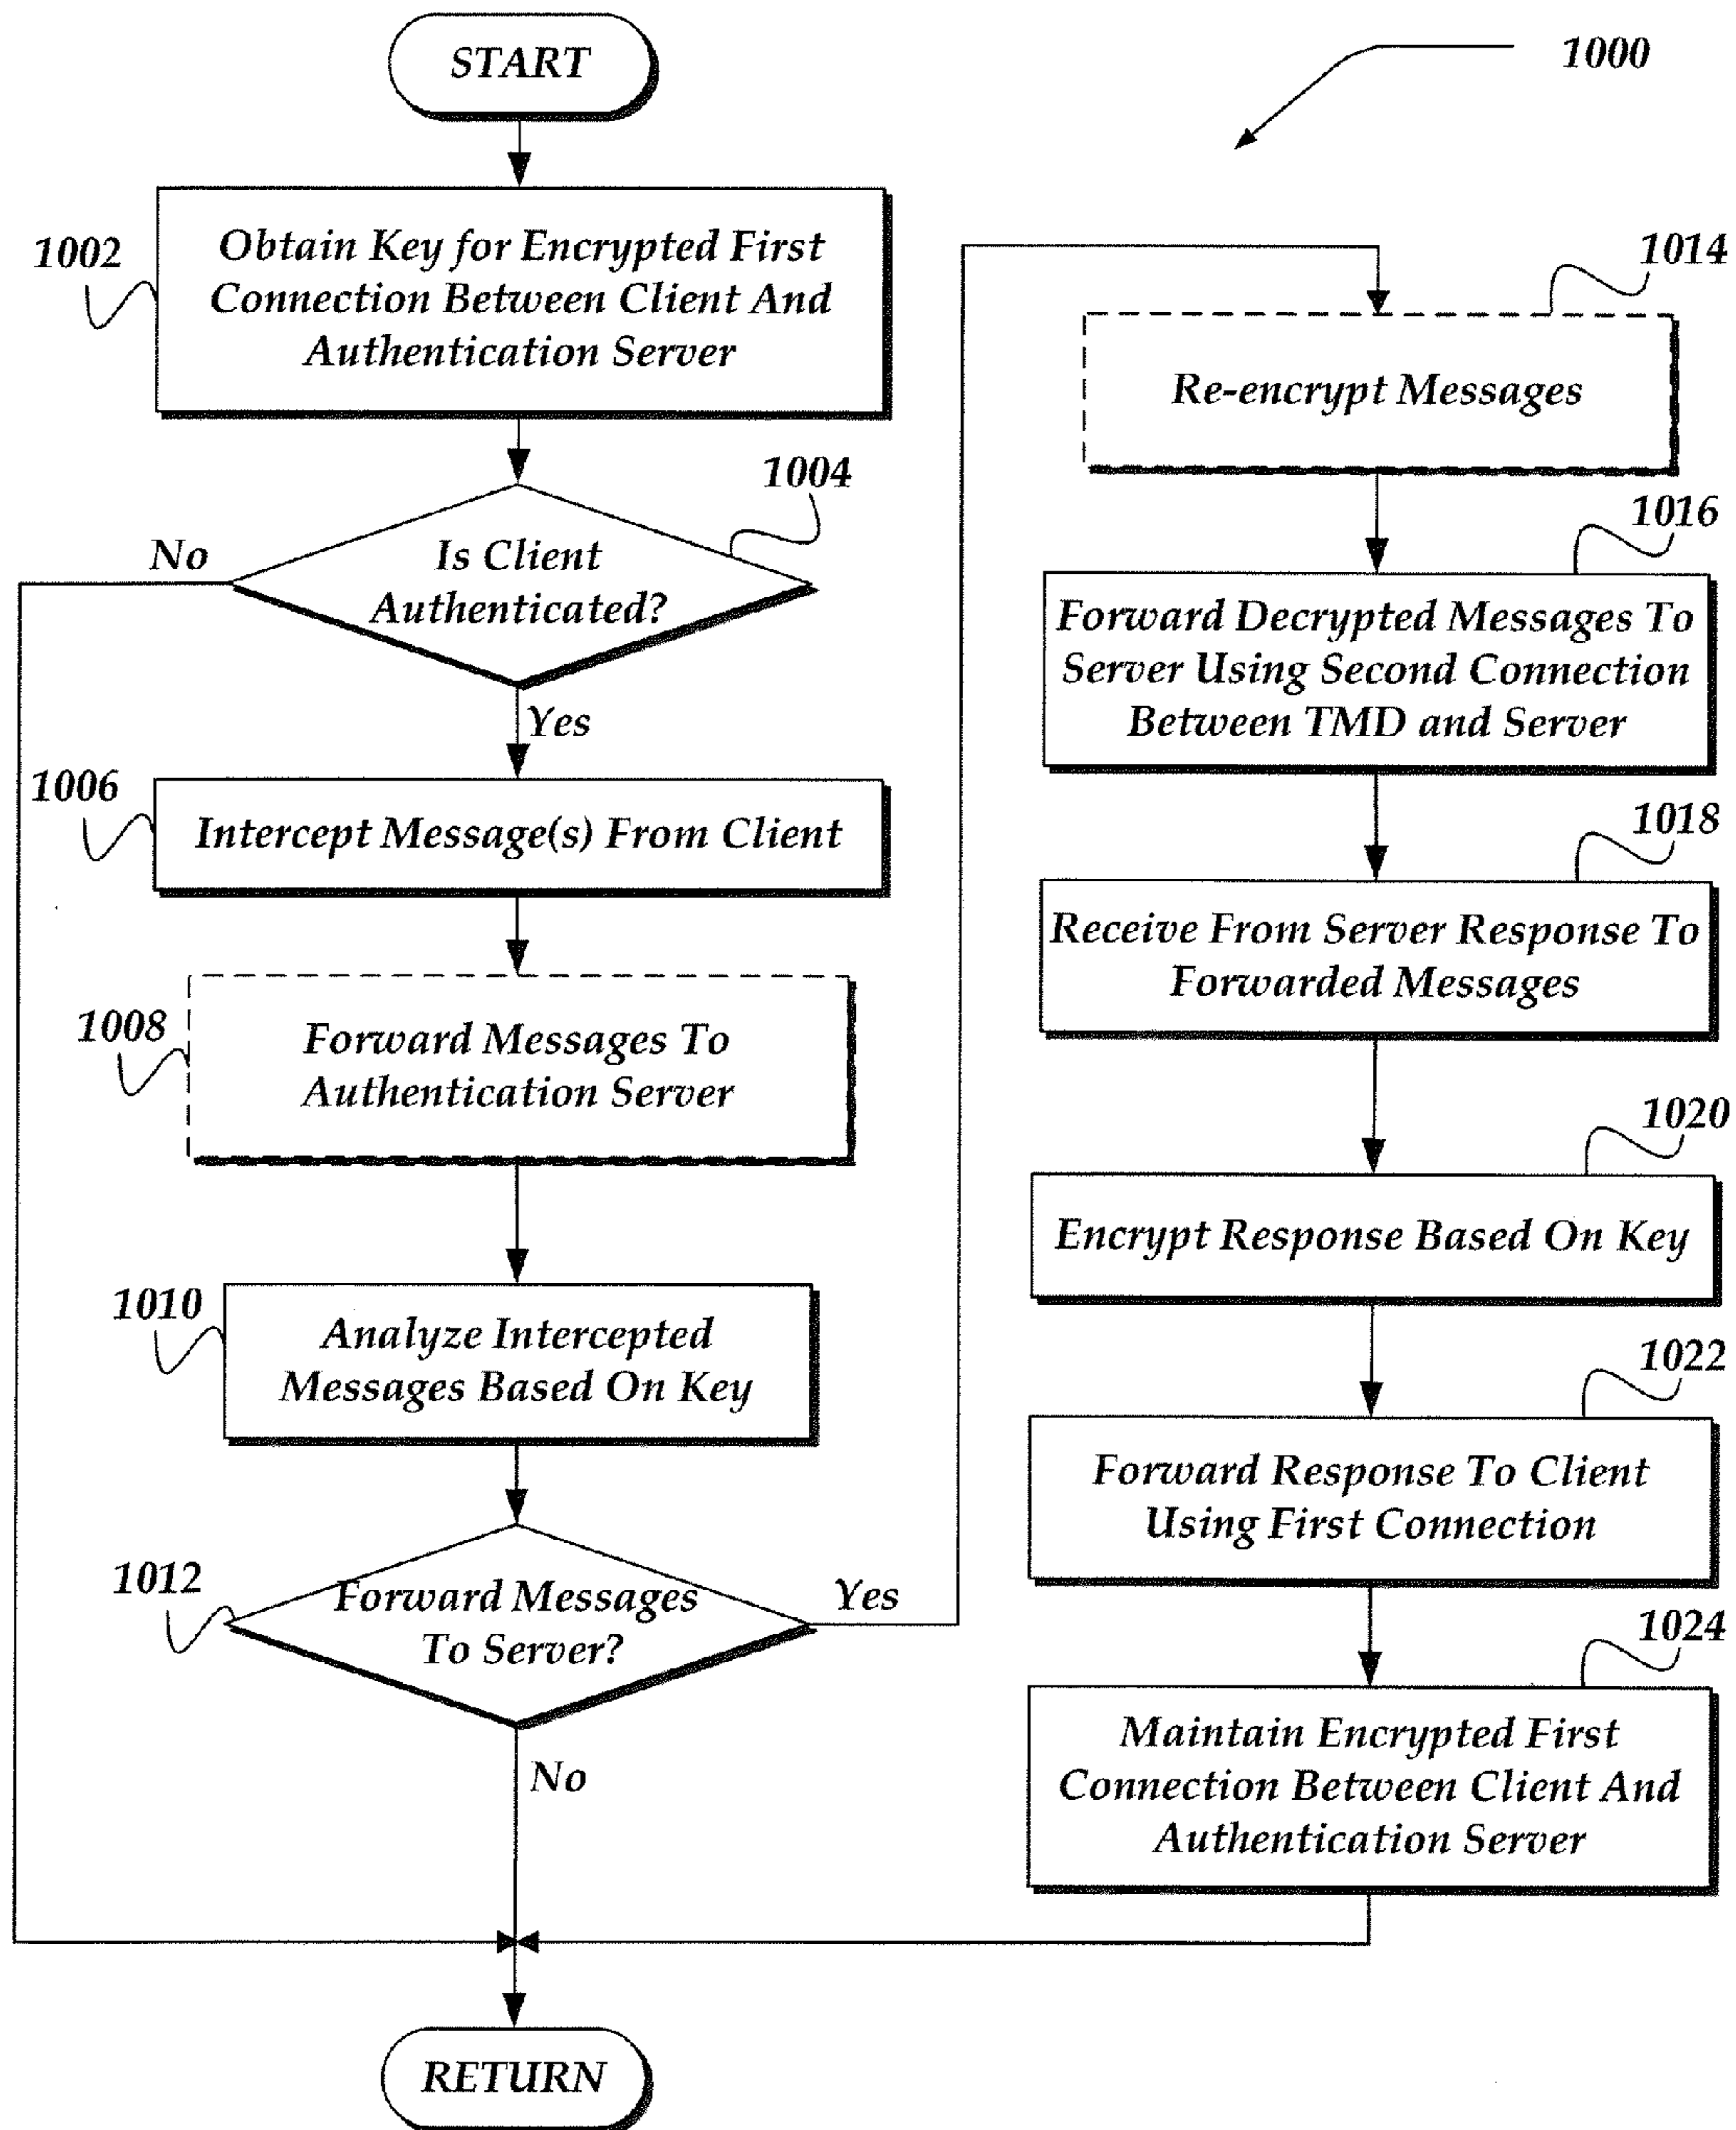 START
1000
1002
Obtain Key for Encrypted First
Connection Between Client And
Authentication Server
1004
Is Client
Authenticated?
No
Yes
1006
Intercept Message(s) From Client
1008
Forward Messages To
Authentication Server
1010
Analyze Intercepted
Messages Based On Key
1012
Forward Messages
To Server?
Yes
No
1014
Re-encrypt Messages
1016
Forward Decrypted Messages To
Server Using Second Connection
Between TMD and Server
1018
Receive From Server Response To
Forwarded Messages
1020
Encrypt Response Based On Key
1022
Forward Response To Client
Using First Connection
1024
Maintain Encrypted First
Connection Between Client And
Authentication Server
RETURN